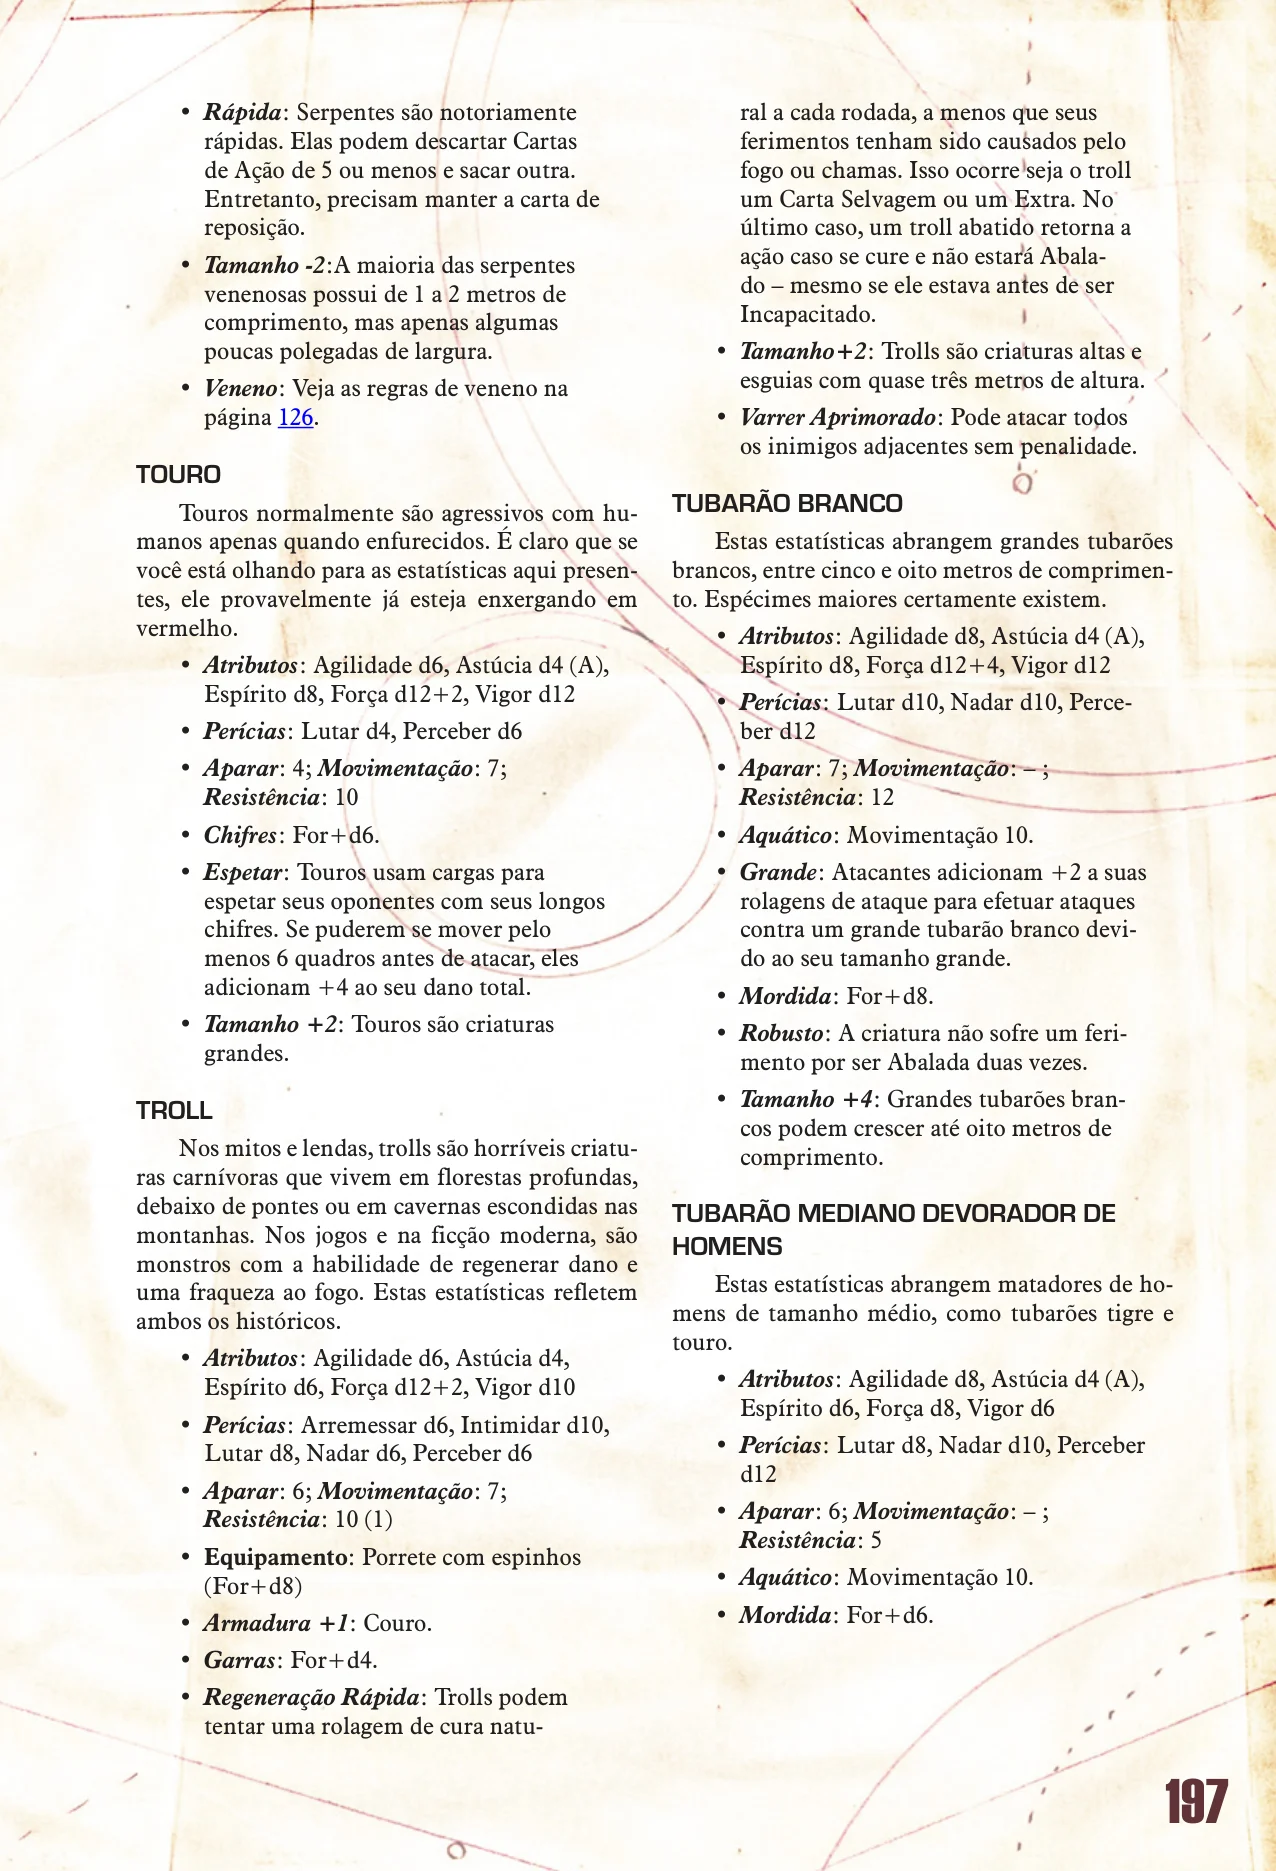 • Rápida: Serpentes são notoriamente
rápidas. Elas podem descartar Cartas
de Ação de 5 ou menos e sacar outra.
Entretanto, precisam manter a carta de
reposição.
• Tamanho -2:A maioria das serpentes
venenosas possui de 1 a 2 metros de
comprimento, mas apenas algumas
poucas polegadas de largura.
• Veneno: Veja as regras de veneno na
página 126.
TOURO
Touros normalmente são agressivos com hu-
manos apenas quando enfurecidos. É claro que se
você está olhando para as estatísticas aqui presen-
tes, ele provavelmente já esteja enxergando em
vermelho.
• Atributos: Agilidade d6, Astúcia d4 (A),
Espírito d8, Força d12+2, Vigor d12
• Perícias: Lutar d4, Perceber d6
• Aparar: 4; Movimentação: 7;
Resistência: 10
• Chifres: For+d6.
• Espetar: Touros usam cargas para
espetar seus oponentes com seus longos
chifres. Se puderem se mover pelo
menos 6 quadros antes de atacar, eles
adicionam +4 ao seu dano total.
• Tamanho +2: Touros são criaturas
grandes.
TROLL
Nos mitos e lendas, trolls são horríveis criatu-
ras carnívoras que vivem em florestas profundas,
debaixo de pontes ou em cavernas escondidas nas
montanhas. Nos jogos e na ficção moderna, são
monstros com a habilidade de regenerar dano e
uma fraqueza ao fogo. Estas estatísticas refletem
ambos os históricos.
• Atributos: Agilidade d6, Astúcia d4,
Espírito d6, Força d12+2, Vigor d10
• Perícias: Arremessar d6, Intimidar d10,
Lutar d8, Nadar d6, Perceber d6
• Aparar: 6; Movimentação: 7;
Resistência: 10 (1)
• Equipamento: Porrete com espinhos
(For+d8)
• Armadura +1: Couro.
• Garras: For+d4.
• Regeneração Rápida: Trolls podem
tentar uma rolagem de cura natu-
ral a cada rodada, a menos que seus
ferimentos tenham sido causados pelo
fogo ou chamas. Isso ocorre seja o troll
um Carta Selvagem ou um Extra. No
último caso, um troll abatido retorna a
ação caso se cure e não estará Abala-
do – mesmo se ele estava antes de ser
Incapacitado.
• Tamanho+2: Trolls são criaturas altas e
esguias com quase três metros de altura.
• Varrer Aprimorado: Pode atacar todos
os inimigos adjacentes sem penalidade.
TUBARÃO BRANCO
Estas estatísticas abrangem grandes tubarões
brancos, entre cinco e oito metros de comprimen-
to. Espécimes maiores certamente existem.
• Atributos: Agilidade d8, Astúcia d4 (A),
Espírito d8, Força d12+4, Vigor d12
• Perícias: Lutar d10, Nadar d10, Perce-
ber d12
• Aparar: 7; Movimentação: – ;
Resistência: 12
• Aquático: Movimentação 10.
• Grande: Atacantes adicionam +2 a suas
rolagens de ataque para efetuar ataques
contra um grande tubarão branco devi-
do ao seu tamanho grande.
• Mordida: For+d8.
• Robusto: A criatura não sofre um feri-
mento por ser Abalada duas vezes.
• Tamanho +4: Grandes tubarões bran-
cos podem crescer até oito metros de
comprimento.
TUBARÃO MEDIANO DEVORADOR DE
HOMENS
Estas estatísticas abrangem matadores de ho-
mens de tamanho médio, como tubarões tigre e
touro.
• Atributos: Agilidade d8, Astúcia d4 (A),
Espírito d6, Força d8, Vigor d6
• Perícias: Lutar d8, Nadar d10, Perceber
d12
• Aparar: 6; Movimentação: – ;
Resistência: 5
• Aquático: Movimentação 10.
• Mordida: For+d6.
197